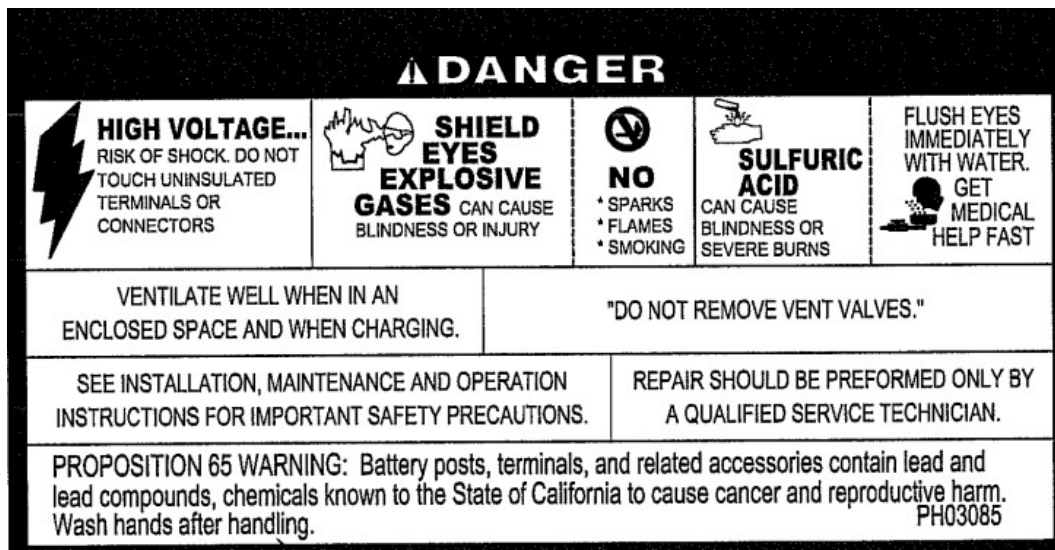 DANGER
HIGH VOLTAGE...
RISK OF SHOCK. DO NOT
TOUCH UNINSULATED
TERMINALS OR
CONNECTORS
SHIELD
EYES
EXPLOSIVE
GASES CAN CAUSE
BLINDNESS OR INJURY
NO
* SPARKS
* FLAMES
* SMOKING
SULFURIC
ACID
CAN CAUSE
BLINDNESS OR
SEVERE BURNS
FLUSH EYES
IMMEDIATELY
WITH WATER.
GET
MEDICAL
HELP FAST
VENTILATE WELL WHEN IN AN
ENCLOSED SPACE AND WHEN CHARGING.
"DO NOT REMOVE VENT VALVES."
SEE INSTALLATION, MAINTENANCE AND OPERATION
INSTRUCTIONS FOR IMPORTANT SAFETY PRECAUTIONS.
REPAIR SHOULD BE PREFORMED ONLY BY
A QUALIFIED SERVICE TECHNICIAN.
PROPOSITION 65 WARNING: Battery posts, terminals, and related accessories contain lead and
lead compounds, chemicals known to the State of California to cause cancer and reproductive harm.
Wash hands after handling.
PH03085